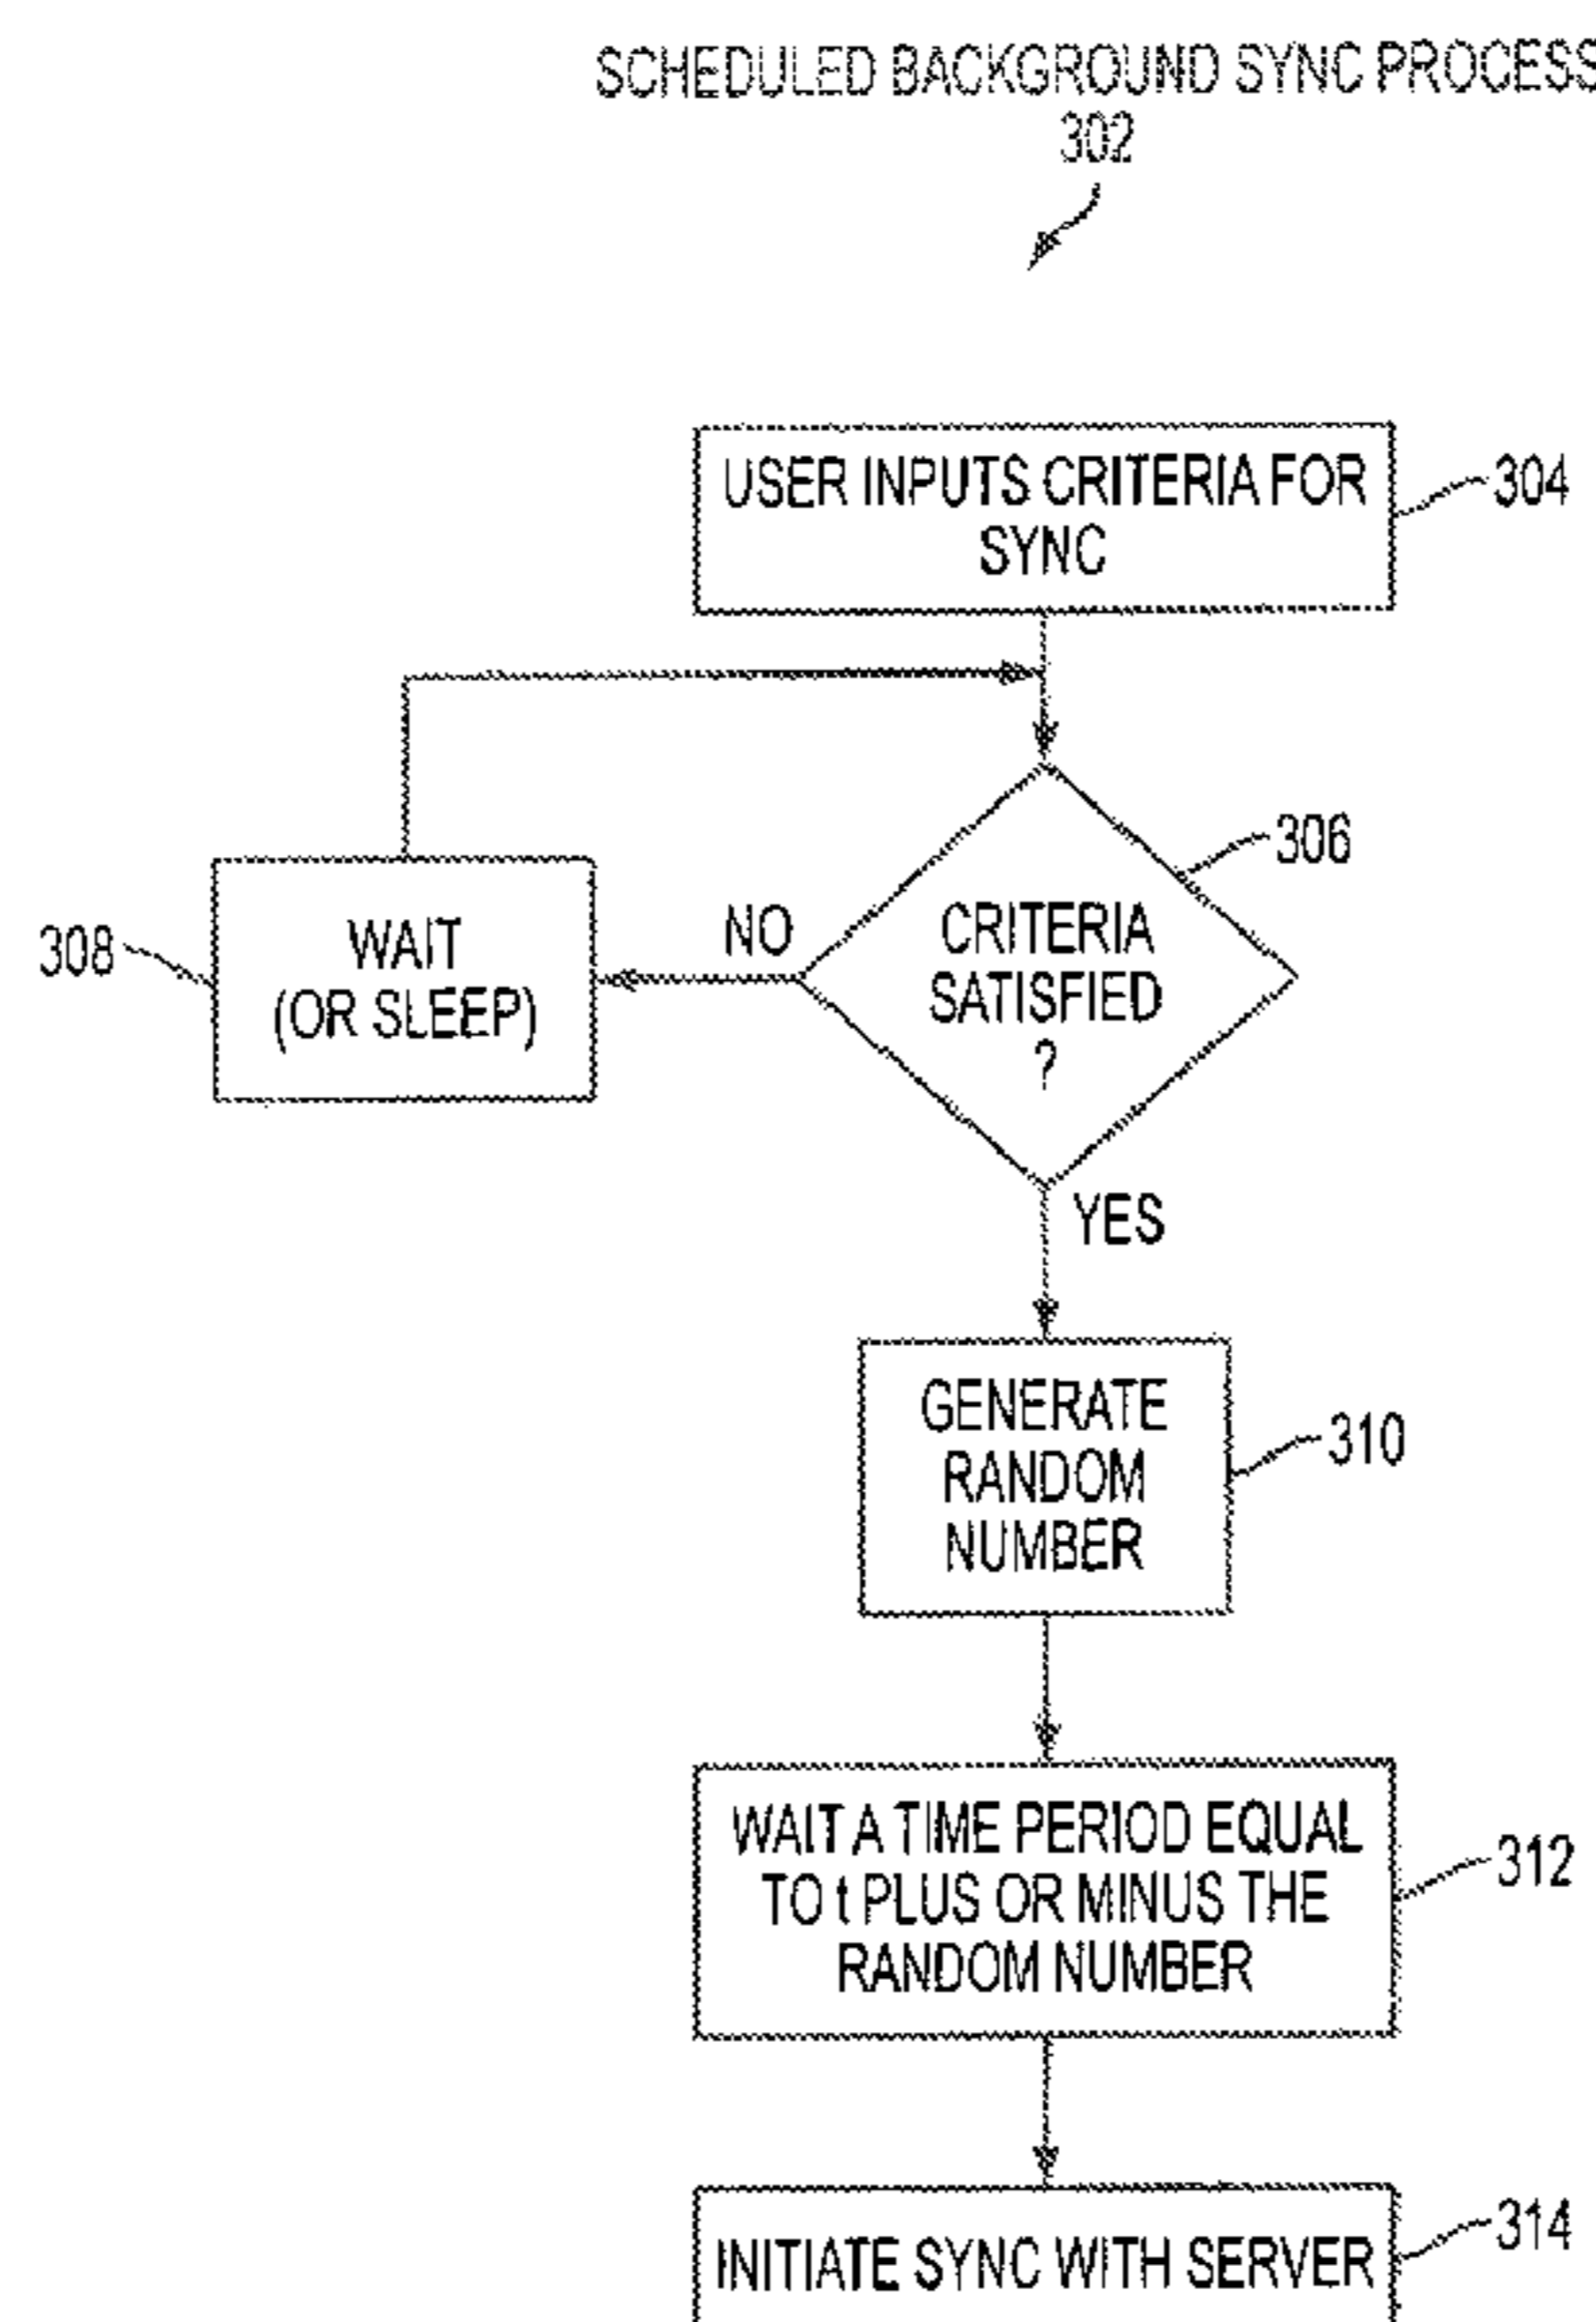 SCHEDULED BACKGROUND SYNC PROCESS
302
USER INPUTS CRITERIA FOR
SYNC
304
306
CRITERIA
SATISFIED
?
NO
308
WAIT
(OR SLEEP)
YES
GENERATE
RANDOM
NUMBER
310
WAIT A TIME PERIOD EQUAL
TO t PLUS OR MINUS THE
RANDOM NUMBER
312
INITIATE SYNC WITH SERVER
314